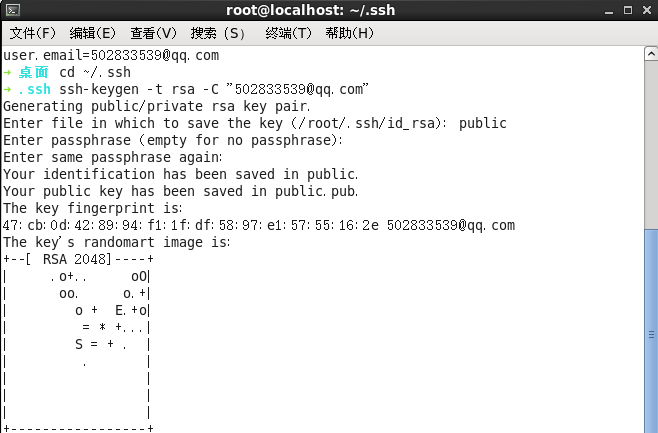 root@localhost: ~/.ssh
文件(F) 编辑(E) 查看(V) 搜索 (S) 终端(T) 帮助(H)
user.email=502833539@qq.com
→ 桌面 cd ~/.ssh
→ .ssh ssh-keygen -t rsa -C "502833539@qq.com"
Generating public/private rsa key pair.
Enter file in which to save the key (/root/.ssh/id_rsa): public
Enter passphrase (empty for no passphrase):
Enter same passphrase again:
Your identification has been saved in public.
Your public key has been saved in public.pub.
The key fingerprint is:
47:cb:0d:42:89:94:f1:1f:df:58:97:e1:57:55:16:2e 502833539@qq.com
The key's randomart image is:
+--[ RSA 2048]----+
|     .o+..     oO|
|      oo.     o.+|
|        o +  E.+o|
|         = * +...|
|        S = + .  |
|         .       |
|                 |
|                 |
|                 |
+-----------------+